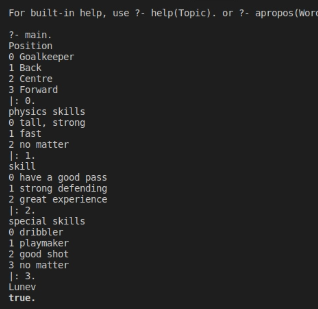 For built-in help, use ?- help(Topic). or ?- apropos(Wor
?- main.
Position
0 Goalkeeper
1 Back
2 Centre
3 Forward
|: 0.
physics skills
0 tall, strong
1 fast
2 no matter
|: 1.
skill
0 have a good pass
1 strong defending
2 great experience
|: 2.
special skills
0 dribbler
1 playmaker
2 good shot
3 no matter
|: 3.
Lunev
true.